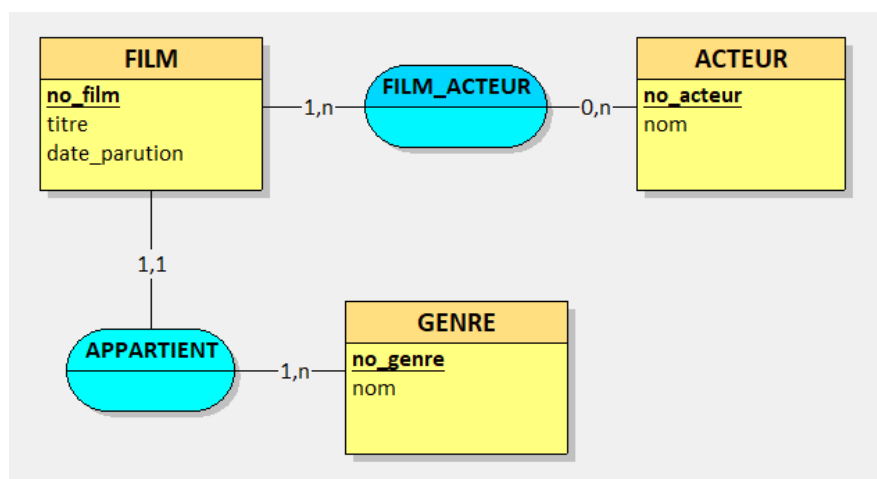 FILM
no_film
titre
date_parution
1,n
FILM_ACTEUR
0,n
ACTEUR
no_acteur
nom
1,1
APPARTIENT
1,n
GENRE
no_genre
nom